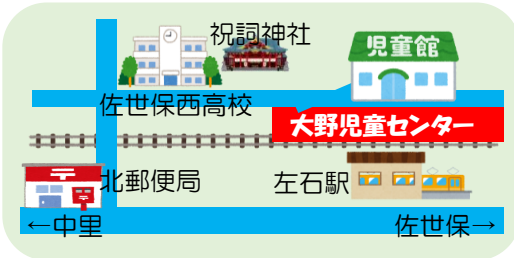 祝詞神社
児童館
佐世保西高校
大野児童センター
北郵便局
左石駅
←中里
佐世保→